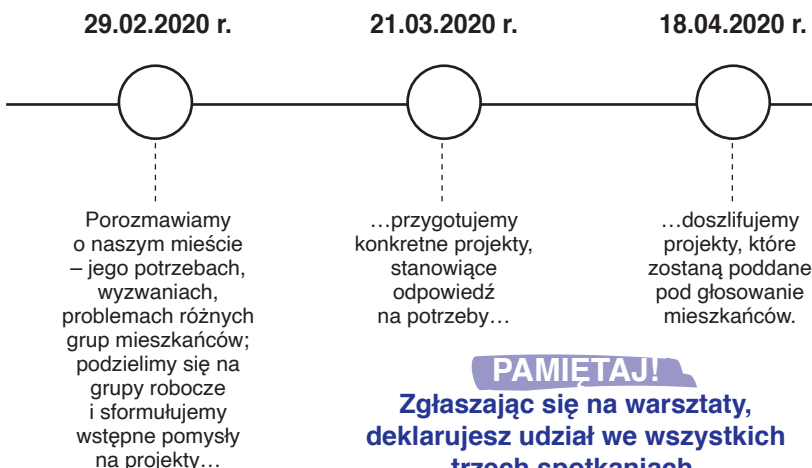 29.02.2020 r.
21.03.2020 r.
18.04.2020 r.
Porozmawiamy
o naszym mieście
– jego potrzebach,
wyzwaniach,
problemach różnych
grup mieszkańców;
podzielimy się na
grupy robocze
i sformułujemy
wstępne pomysły
na projekty…
…przygotujemy
konkretne projekty,
stanowiące
odpowiedź
na potrzeby…
…doszlifujemy
projekty, które
zostaną poddane
pod głosowanie
mieszkańców.
PAMIĘTAJ!
Zgłaszając się na warsztaty,
deklarujesz udział we wszystkich
trzech spotkaniach